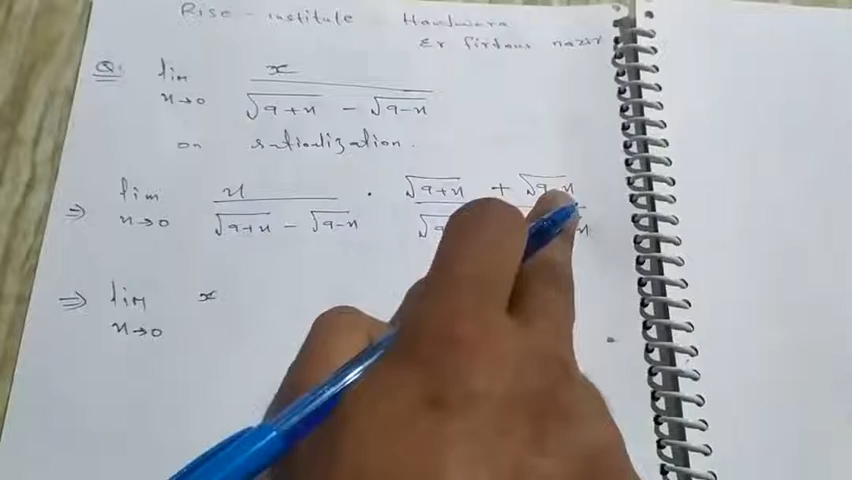 Rise-institute Handwara
Er firdous nazir
Q: lim x→0 x / (√9+x − √9−x)
on rationalization.
⇒ lim x→0 x / (√9+x − √9−x) · (√9+x + √9−x) / √9
⇒ lim x→0 x